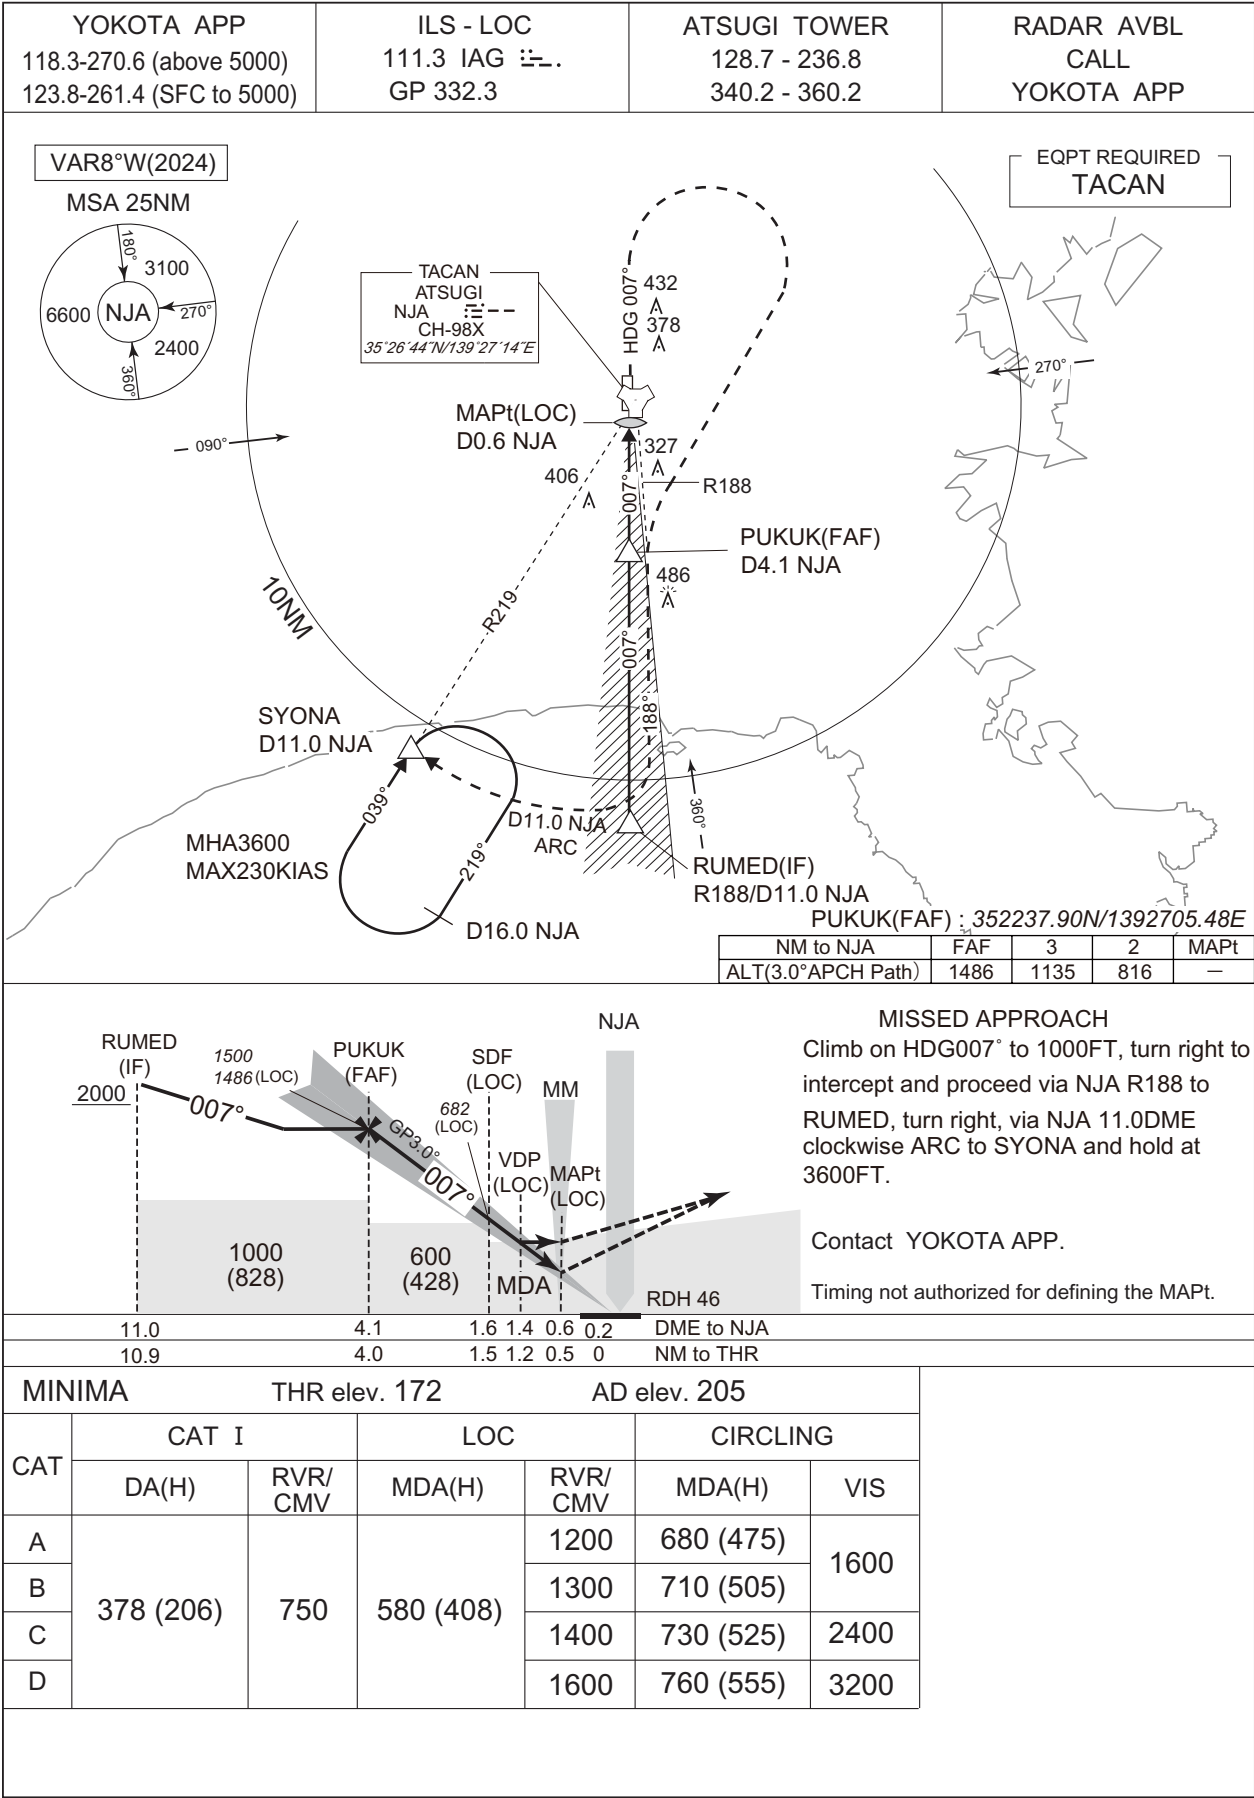 YOKOTA APP
118.3-270.6 (above 5000)
123.8-261.4 (SFC to 5000)
ILS - LOC
111.3 IAG
GP 332.3
ATSUGI TOWER
128.7 - 236.8
340.2 - 360.2
RADAR AVBL
CALL
YOKOTA APP
VAR8°W(2024)
MSA 25NM
180°
3100
6600
NJA
270°
2400
360°
EQPT REQUIRED
TACAN
TACAN
ATSUGI
NJA
CH-98X
35°26´44˝N/139°27´14˝E
HDG 007°
432
378
270°
090°
MAPt(LOC)
D0.6 NJA
327
406
007°
R188
PUKUK(FAF)
D4.1 NJA
486
10NM
R219
007°
188°
SYONA
D11.0 NJA
039°
219°
D11.0 NJA
ARC
360°
MHA3600
MAX230KIAS
RUMED(IF)
R188/D11.0 NJA
D16.0 NJA
PUKUK(FAF) : 352237.90N/1392705.48E
NM to NJA FAF 3 2 MAPt
ALT(3.0°APCH Path) 1486 1135 816 —
RUMED
(IF)
2000
007°
1500
1486 (LOC)
PUKUK
(FAF)
GP3.0°
007°
682
(LOC)
SDF
(LOC)
VDP
(LOC)
MM
MAPt
(LOC)
NJA
1000
(828)
600
(428)
MDA
RDH 46
11.0 4.1 1.6 1.4 0.6 0.2 DME to NJA
10.9 4.0 1.5 1.2 0.5 0 NM to THR
MISSED APPROACH
Climb on HDG007° to 1000FT, turn right to
intercept and proceed via NJA R188 to
RUMED, turn right, via NJA 11.0DME
clockwise ARC to SYONA and hold at
3600FT.
Contact YOKOTA APP.
Timing not authorized for defining the MAPt.
MINIMA THR elev. 172 AD elev. 205
CAT CAT I LOC CIRCLING
DA(H) RVR/
CMV MDA(H) RVR/
CMV MDA(H) VIS
A 378 (206) 750 580 (408) 1200 680 (475) 1600
B 1300 710 (505)
C 1400 730 (525) 2400
D 1600 760 (555) 3200